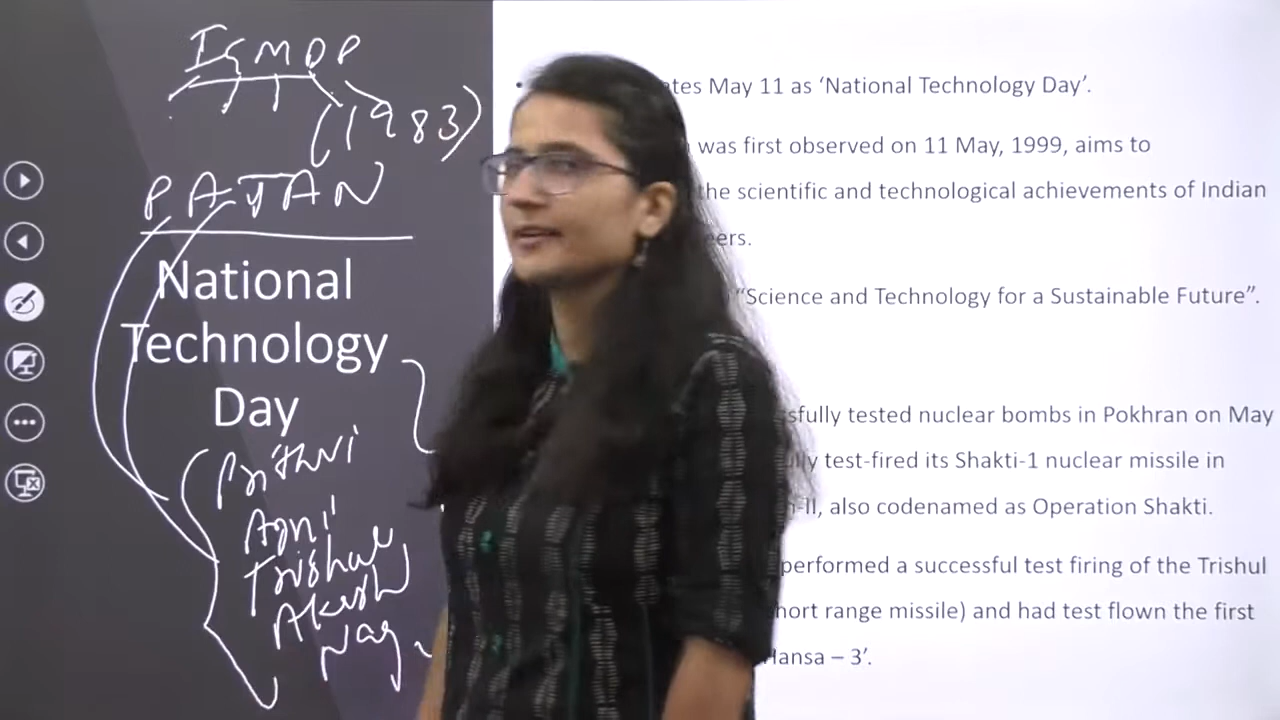 IGMDP
(1983)
PATAN
National
Technology
Day
Prithvi
Agni
Trishul
Akash
Nag
tes May 11 as ‘National Technology Day’.
was first observed on 11 May, 1999, aims to
the scientific and technological achievements of Indian
ers.
“Science and Technology for a Sustainable Future”.
sfully tested nuclear bombs in Pokhran on May
ly test-fired its Shakti-1 nuclear missile in
-II, also codenamed as Operation Shakti.
performed a successful test firing of the Trishul
hort range missile) and had test flown the first
Hansa – 3’.